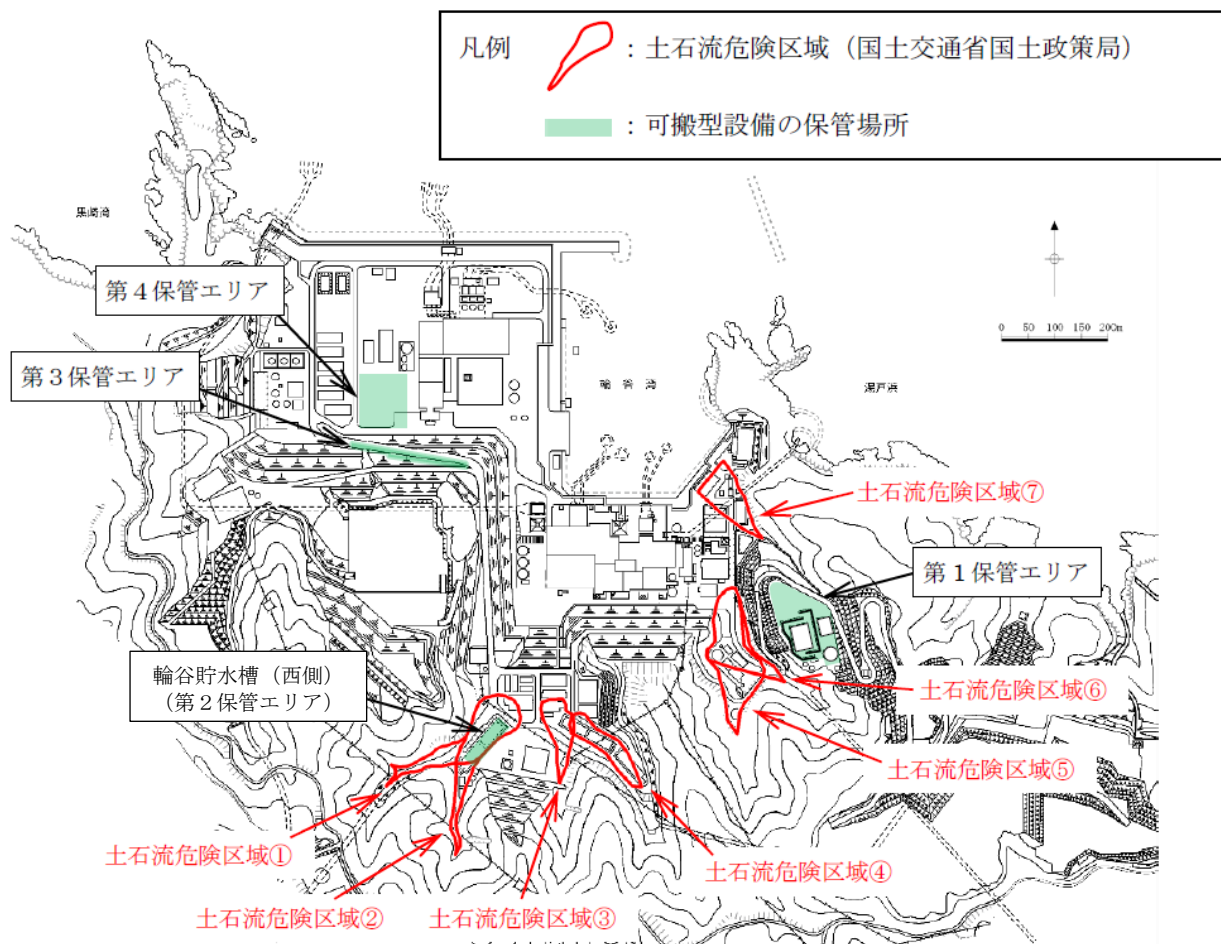 凡例
：土石流危険区域（国土交通省国土政策局）
：可搬型設備の保管場所
黒崎湾
第４保管エリア
0 50 100 150 200m
第３保管エリア
輪谷湾
瀬戸浜
土石流危険区域⑦
第１保管エリア
輪谷貯水槽（西側）
（第２保管エリア）
土石流危険区域⑥
土石流危険区域⑤
土石流危険区域①
土石流危険区域④
土石流危険区域②
土石流危険区域③